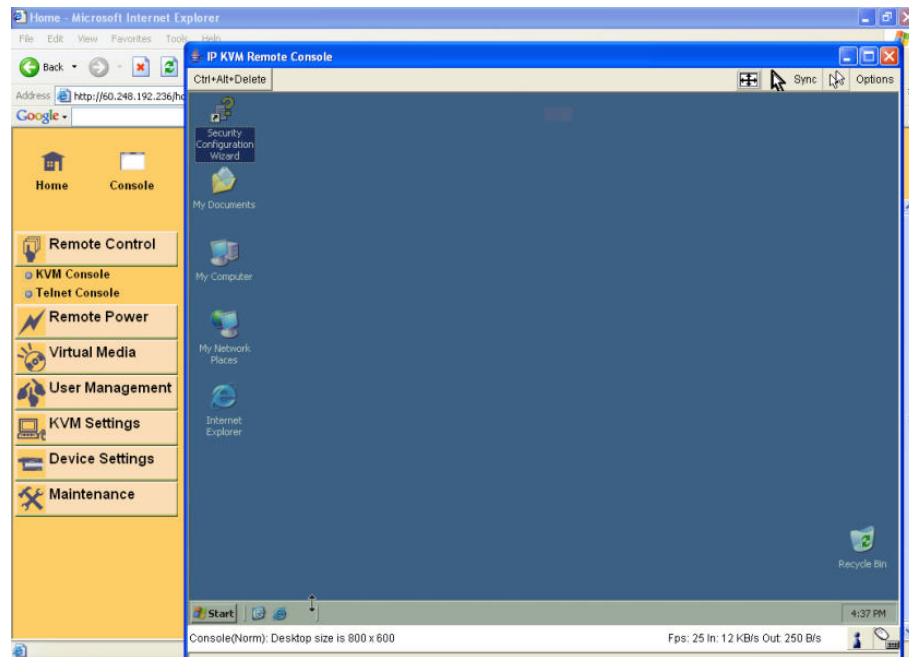 Home - Microsoft Internet Explorer
File Edit View Favorites Tools Help
Back
Address http://60.248.192.236/ho
Google
Home Console
Remote Control
KVM Console
Telnet Console
Remote Power
Virtual Media
User Management
KVM Settings
Device Settings
Maintenance
IP KVM Remote Console
Ctrl+Alt+Delete Sync Options
Security
Configuration
Wizard
My Documents
My Computer
My Network
Places
Internet
Explorer
Recycle Bin
Start 4:37 PM
Console(Norm): Desktop size is 800 x 600 Fps: 25 In: 12 KB/s Out: 250 B/s